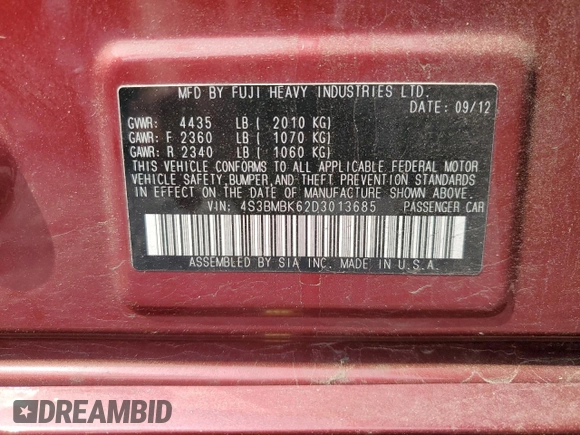 MFD BY FUJI HEAVY INDUSTRIES LTD.
DATE: 09/12
GVWR: 4435 LB ( 2010 KG)
GAWR: F 2360 LB ( 1070 KG)
GAWR: R 2340 LB ( 1060 KG)
THIS VEHICLE CONFORMS TO ALL APPLICABLE FEDERAL MOTOR
VEHICLE SAFETY, BUMPER, AND THEFT PREVENTION STANDARDS
IN EFFECT ON THE DATE OF MANUFACTURE SHOWN ABOVE.
VIN: 4S3BMBK62D3013685 PASSENGER CAR
ASSEMBLED BY SIA INC. MADE IN U.S.A.
DREAMBID